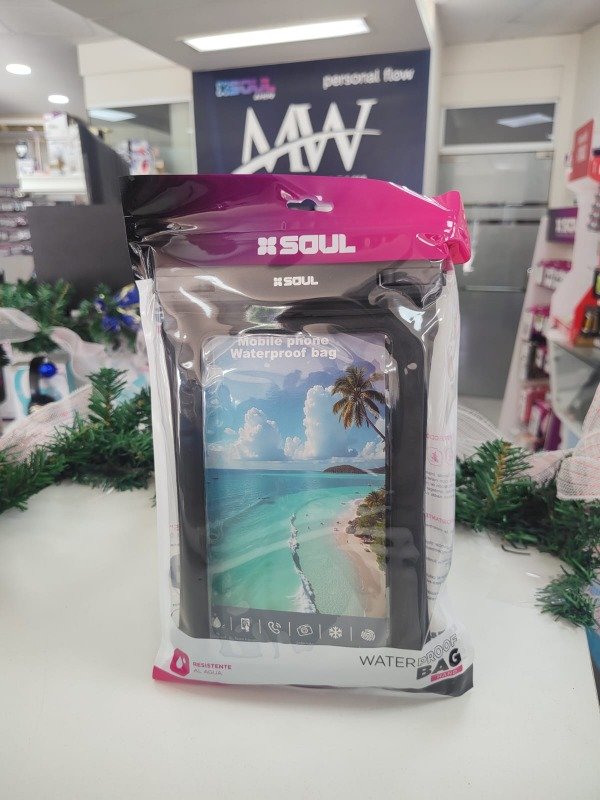 SOUL
personal flow
MW
SOUL
SOUL
Mobile phone
Waterproof bag
RESISTENTE
AL AGUA
WATERPROOF
BAG